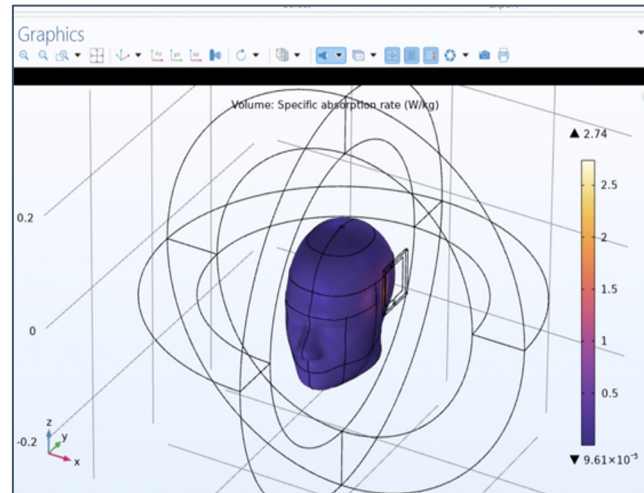 Graphics
Volume: Specific absorption rate (W/kg)
▲ 2.74
2.5
2
1.5
1
0.5
▼ 9.61×10⁻⁵
0.2
0
-0.2
z
y
x